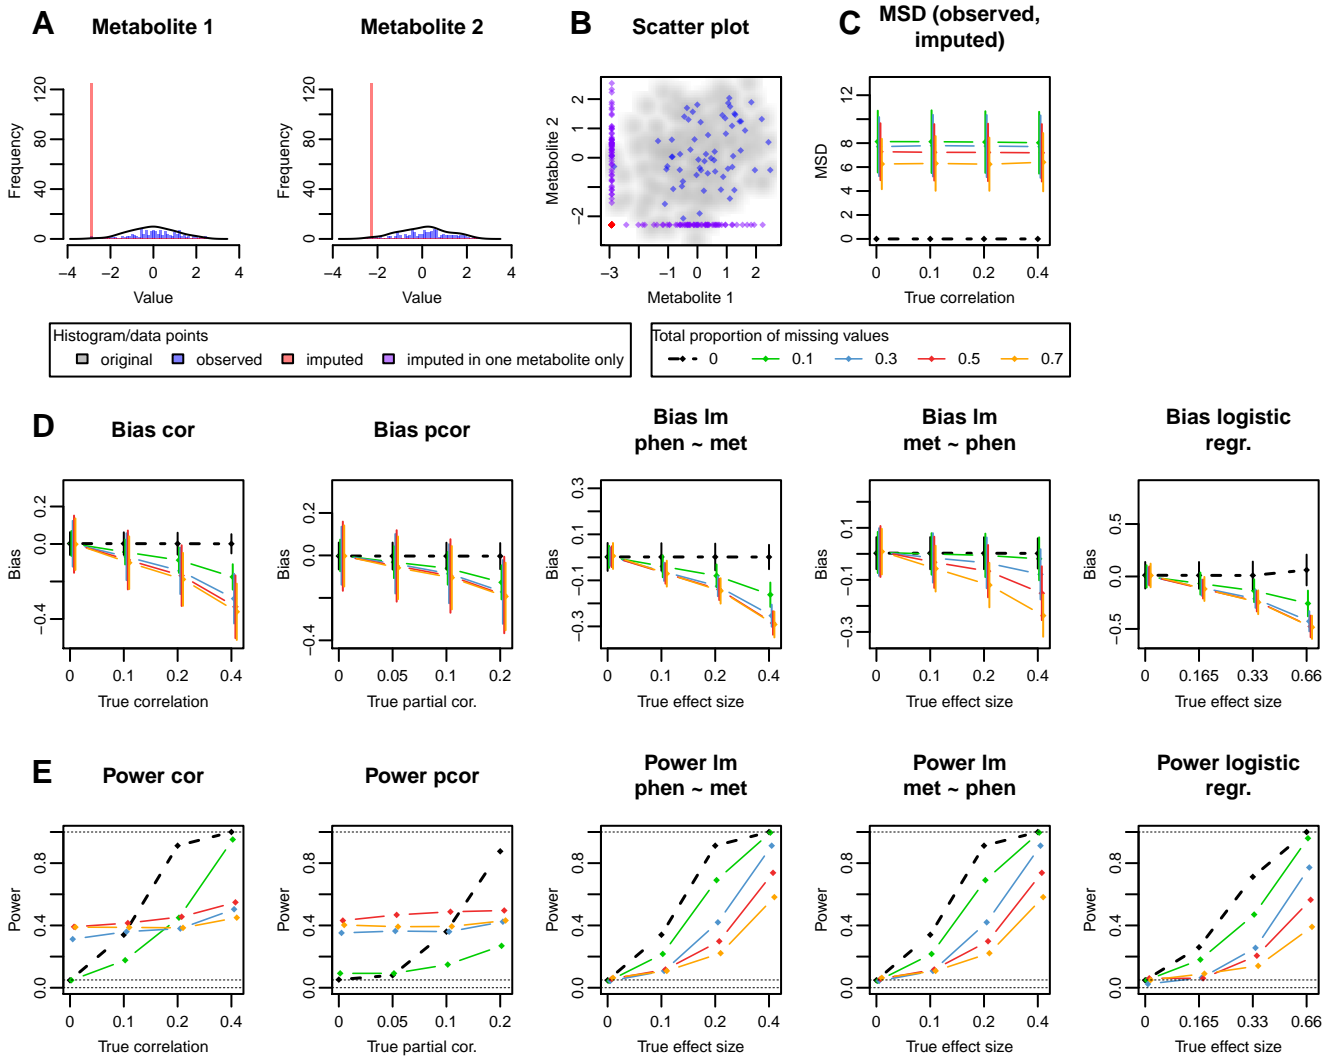 A
Metabolite 1
Metabolite 2
B
Scatter plot
C
MSD (observed,
imputed)
Frequency
0 40 80 120
−4 −2 0 2 4
Value
Frequency
0 40 80 120
−4 −2 0 2 4
Value
Metabolite 2
−2 0 1 2
−3 −1 0 1 2
Metabolite 1
MSD
0 2 4 6 8 12
0 0.1 0.2 0.4
True correlation
Histogram/data points
original observed imputed imputed in one metabolite only
Total proportion of missing values
0 0.1 0.3 0.5 0.7
D
Bias cor
Bias pcor
Bias lm
phen ~ met
Bias lm
met ~ phen
Bias logistic
regr.
Bias
−0.4 0.0 0.2
0 0.1 0.2 0.4
True correlation
Bias
−0.4 0.0 0.2
0 0.05 0.1 0.2
True partial cor.
Bias
−0.3 −0.1 0.1 0.3
0 0.1 0.2 0.4
True effect size
Bias
−0.3 −0.1 0.1
0 0.1 0.2 0.4
True effect size
Bias
−0.5 0.0 0.5
0 0.165 0.33 0.66
True effect size
E
Power cor
Power pcor
Power lm
phen ~ met
Power lm
met ~ phen
Power logistic
regr.
Power
0.0 0.4 0.8
0 0.1 0.2 0.4
True correlation
Power
0.0 0.4 0.8
0 0.05 0.1 0.2
True partial cor.
Power
0.0 0.4 0.8
0 0.1 0.2 0.4
True effect size
Power
0.0 0.4 0.8
0 0.1 0.2 0.4
True effect size
Power
0.0 0.4 0.8
0 0.165 0.33 0.66
True effect size